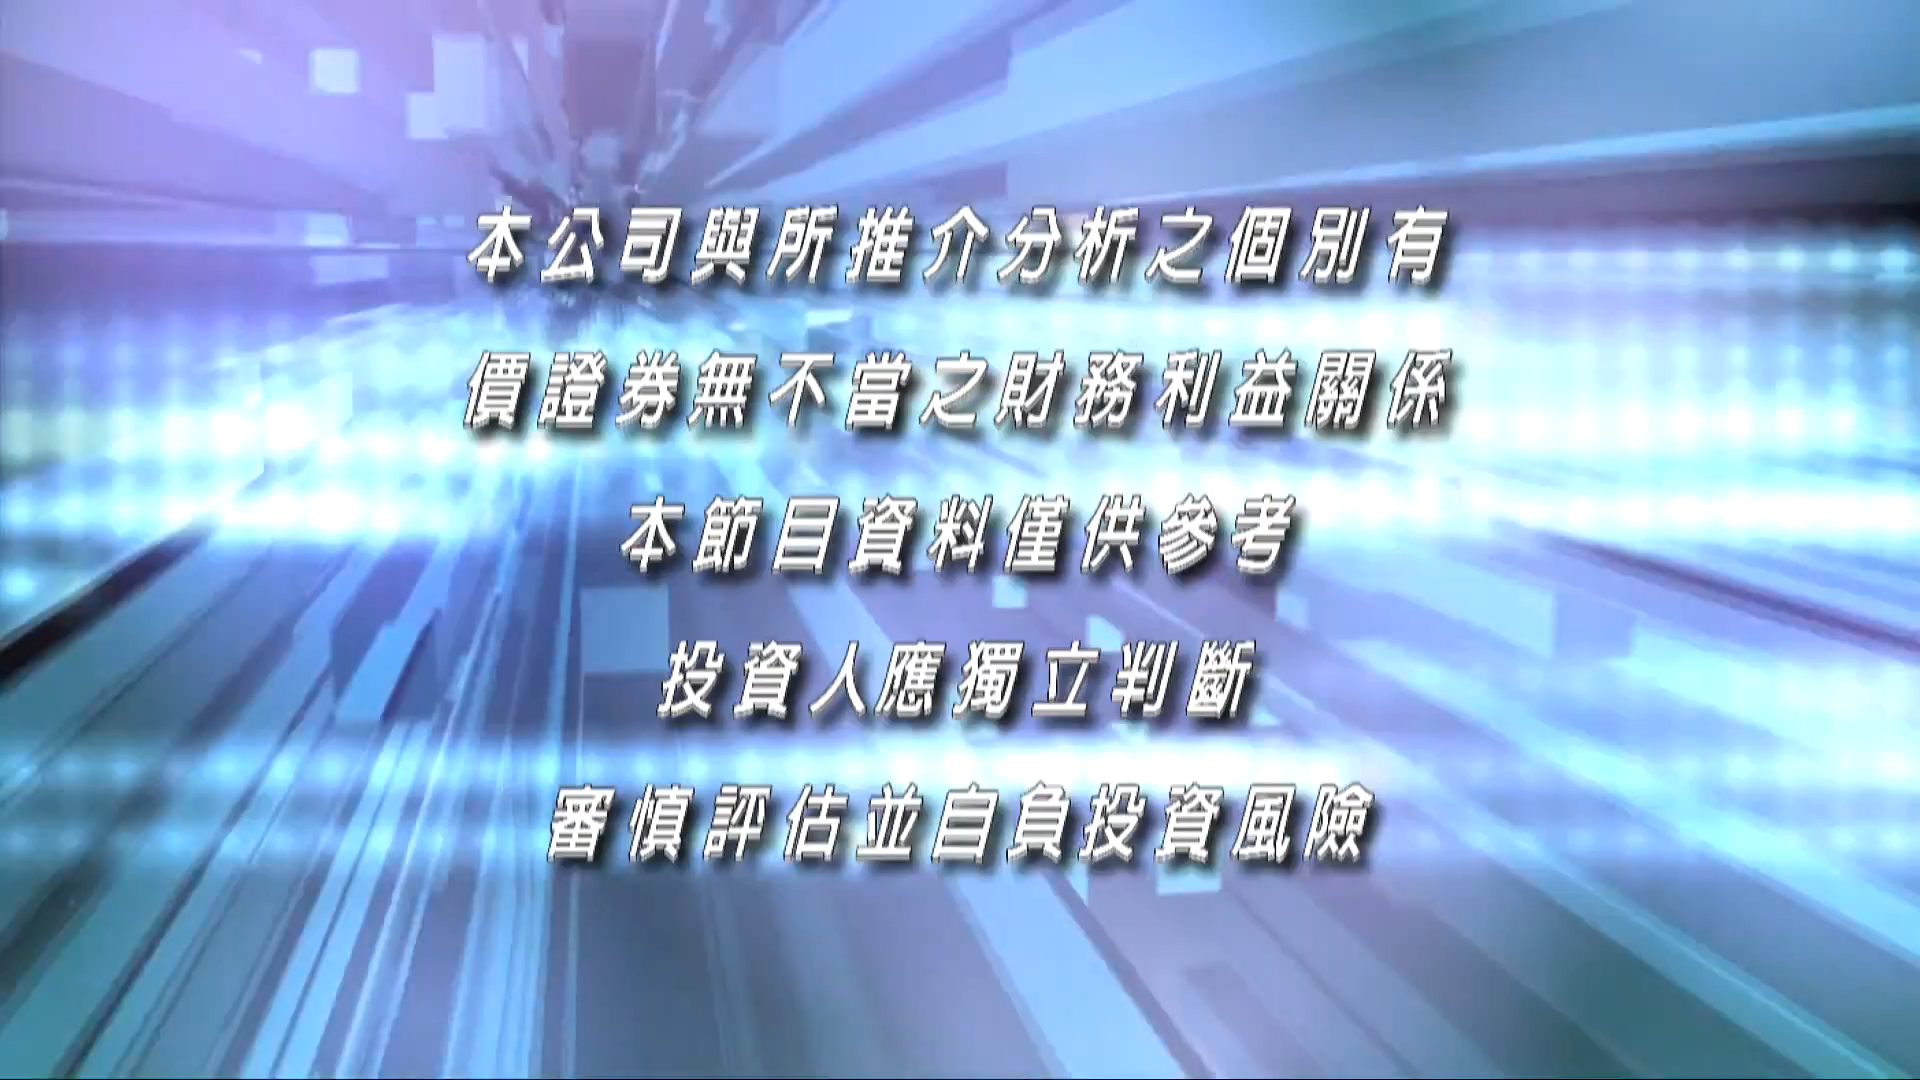 本公司與所推介分析之個別有
價證券無不當之財務利益關係
本節目資料僅供參考
投資人應獨立判斷
審慎評估並自負投資風險